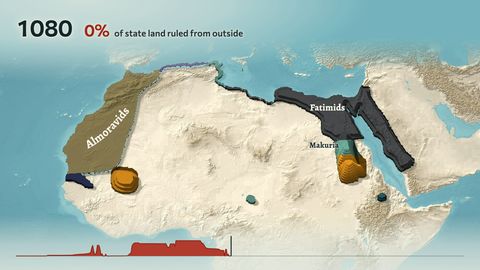 1080 0% of state land ruled from outside
Almoravids
Fatimids
Makuria